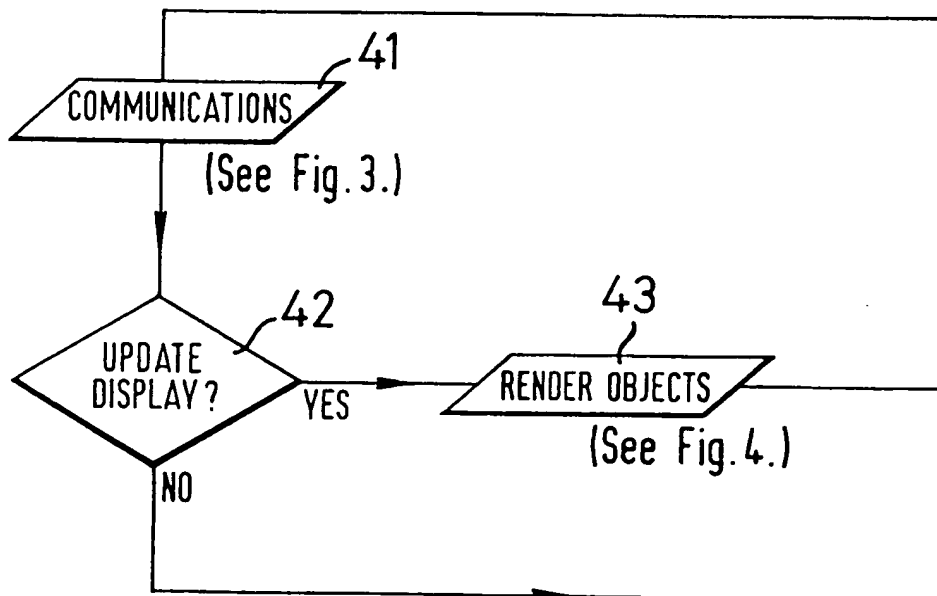 41
COMMUNICATIONS
(See Fig. 3.)
42
UPDATE
DISPLAY?
YES
43
RENDER OBJECTS
(See Fig. 4.)
NO